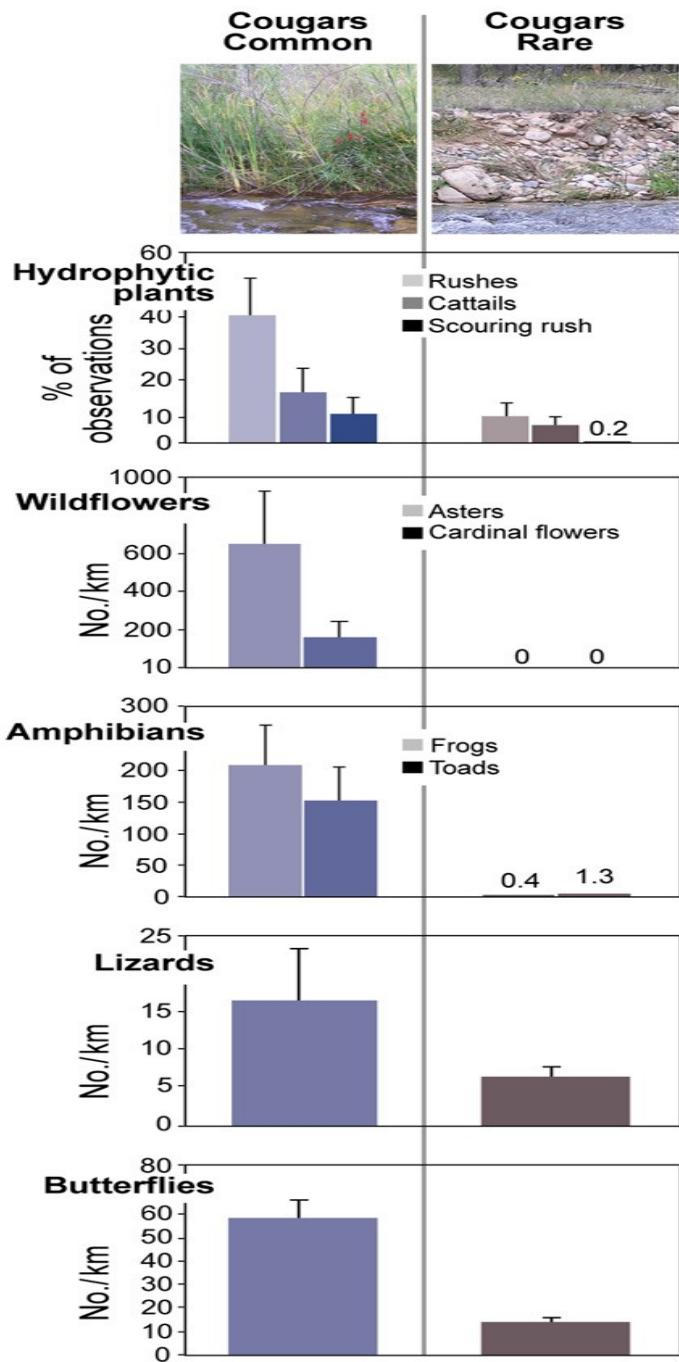 Cougars
Common
Cougars
Rare
Hydrophytic
plants
% of
observations
60
40
30
20
10
0
Rushes
Cattails
Scouring rush
0.2
Wildflowers
No./km
1000
600
400
200
10
Asters
Cardinal flowers
0 0
Amphibians
No./km
300
200
150
100
50
0
Frogs
Toads
0.4 1.3
Lizards
No./km
25
15
10
5
0
Butterflies
No./km
80
60
50
40
30
20
10
0